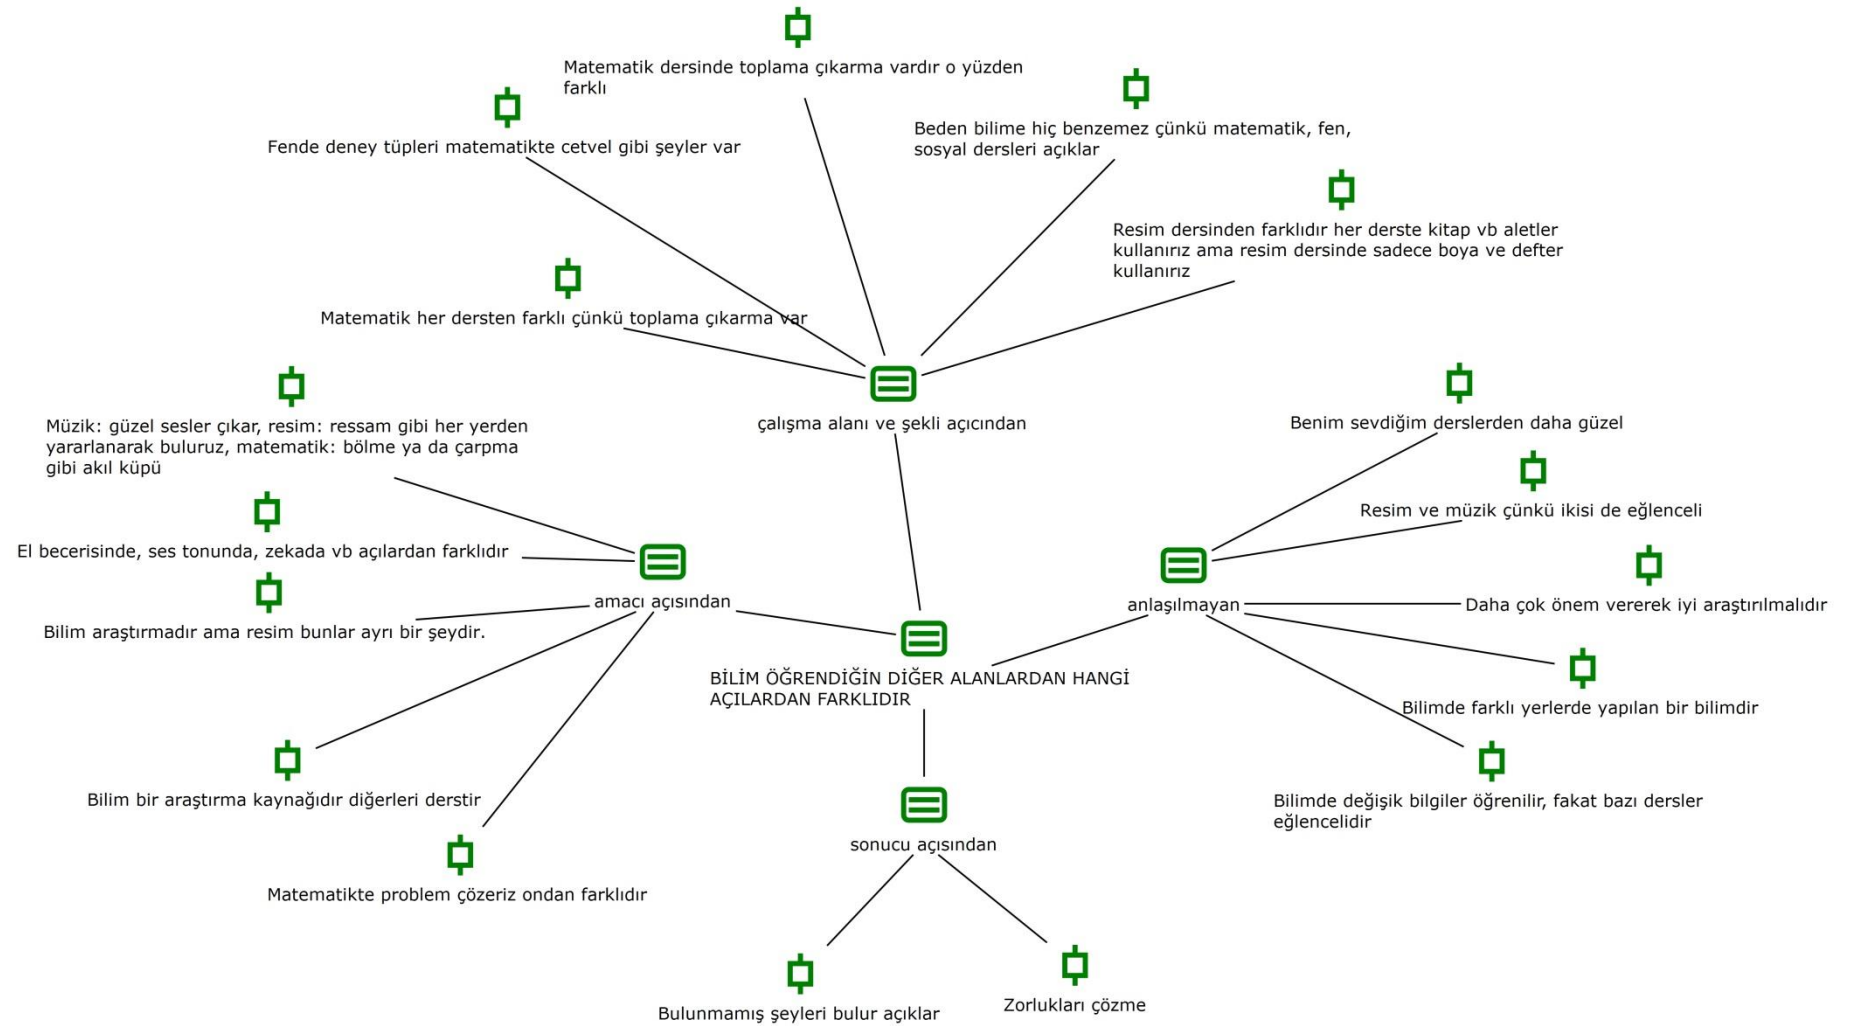 Matematik dersinde toplama çıkarma vardır o yüzden
farklı
Fende deney tüpleri matematikte cetvel gibi şeyler var
Beden bilime hiç benzemez çünkü matematik, fen,
sosyal dersleri açıklar
Resim dersinden farklıdır her derste kitap vb aletler
kullanırız ama resim dersinde sadece boya ve defter
kullanırız
Matematik her dersten farklı çünkü toplama çıkarma var
çalışma alanı ve şekli açıcından
Müzik: güzel sesler çıkar, resim: ressam gibi her yerden
yararlanarak buluruz, matematik: bölme ya da çarpma
gibi akıl küpü
Benim sevdiğim derslerden daha güzel
Resim ve müzik çünkü ikisi de eğlenceli
El becerisinde, ses tonunda, zekada vb açılardan farklıdır
amacı açısından
anlaşılmayan
Daha çok önem vererek iyi araştırılmalıdır
Bilim araştırmadır ama resim bunlar ayrı bir şeydir.
BİLİM ÖĞRENDİĞİN DİĞER ALANLARDAN HANGİ
AÇILARDAN FARKLIDIR
Bilimde farklı yerlerde yapılan bir bilimdir
Bilim bir araştırma kaynağıdır diğerleri derstir
Bilimde değişik bilgiler öğrenilir, fakat bazı dersler
eğlencelidir
sonucu açısından
Matematikte problem çözeriz ondan farklıdır
Bulunmamış şeyleri bulur açıklar
Zorlukları çözme